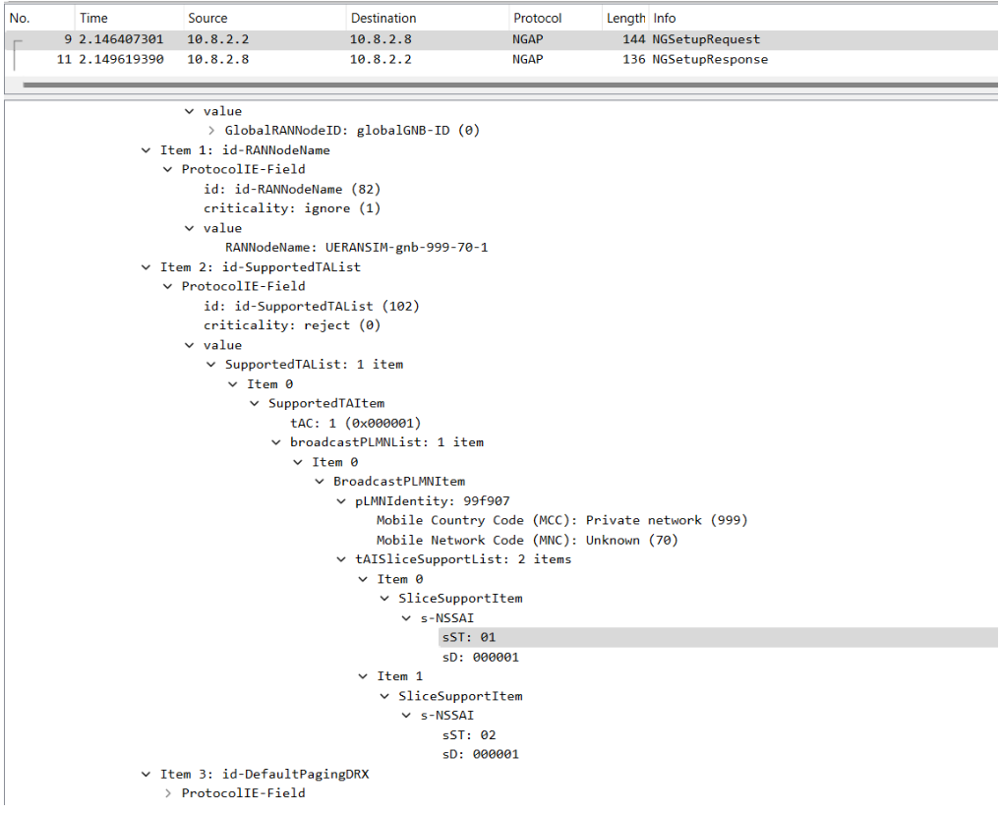 No. Time Source Destination Protocol Length Info
9 2.146407301 10.8.2.2 10.8.2.8 NGAP 144 NGSetupRequest
11 2.149619390 10.8.2.8 10.8.2.2 NGAP 136 NGSetupResponse
value
GlobalRANNodeID: globalGNB-ID (0)
Item 1: id-RANNodeName
ProtocolIE-Field
id: id-RANNodeName (82)
criticality: ignore (1)
value
RANNodeName: UERANSIM-gnb-999-70-1
Item 2: id-SupportedTAList
ProtocolIE-Field
id: id-SupportedTAList (102)
criticality: reject (0)
value
SupportedTAList: 1 item
Item 0
SupportedTAItem
tAC: 1 (0x000001)
broadcastPLMNList: 1 item
Item 0
BroadcastPLMNItem
pLMNIdentity: 99f907
Mobile Country Code (MCC): Private network (999)
Mobile Network Code (MNC): Unknown (70)
tAISliceSupportList: 2 items
Item 0
SliceSupportItem
s-NSSAI
sST: 01
sD: 000001
Item 1
SliceSupportItem
s-NSSAI
sST: 02
sD: 000001
Item 3: id-DefaultPagingDRX
ProtocolIE-Field